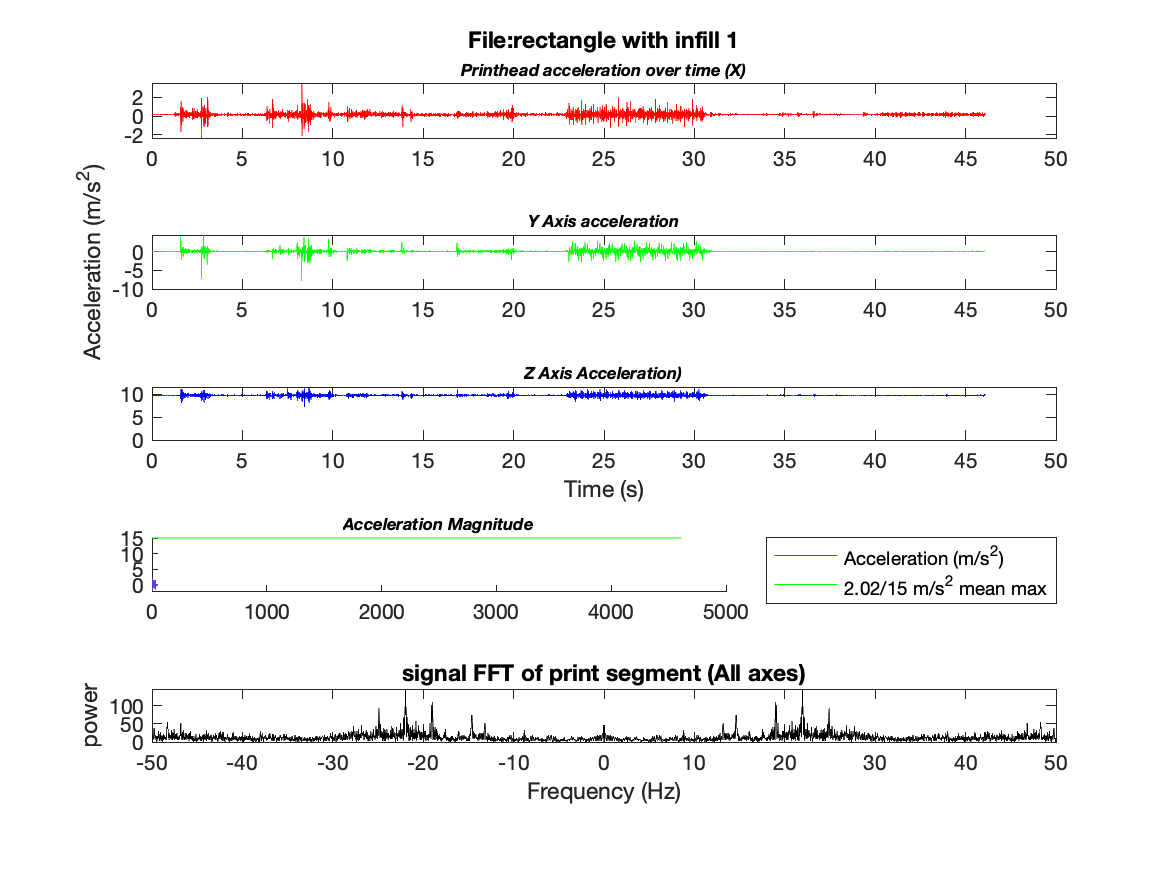 File:rectangle with infill 1
Printhead acceleration over time (X)
2
0
-2
0 5 10 15 20 25 30 35 40 45 50
Acceleration (m/s²)
Y Axis acceleration
0
-5
-10
0 5 10 15 20 25 30 35 40 45 50
Z Axis Acceleration)
10
5
0
0 5 10 15 20 25 30 35 40 45 50
Time (s)
Acceleration Magnitude
15
10
5
0
0 1000 2000 3000 4000 5000
Acceleration (m/s²)
2.02/15 m/s² mean max
signal FFT of print segment (All axes)
power
100
50
0
-50 -40 -30 -20 -10 0 10 20 30 40 50
Frequency (Hz)